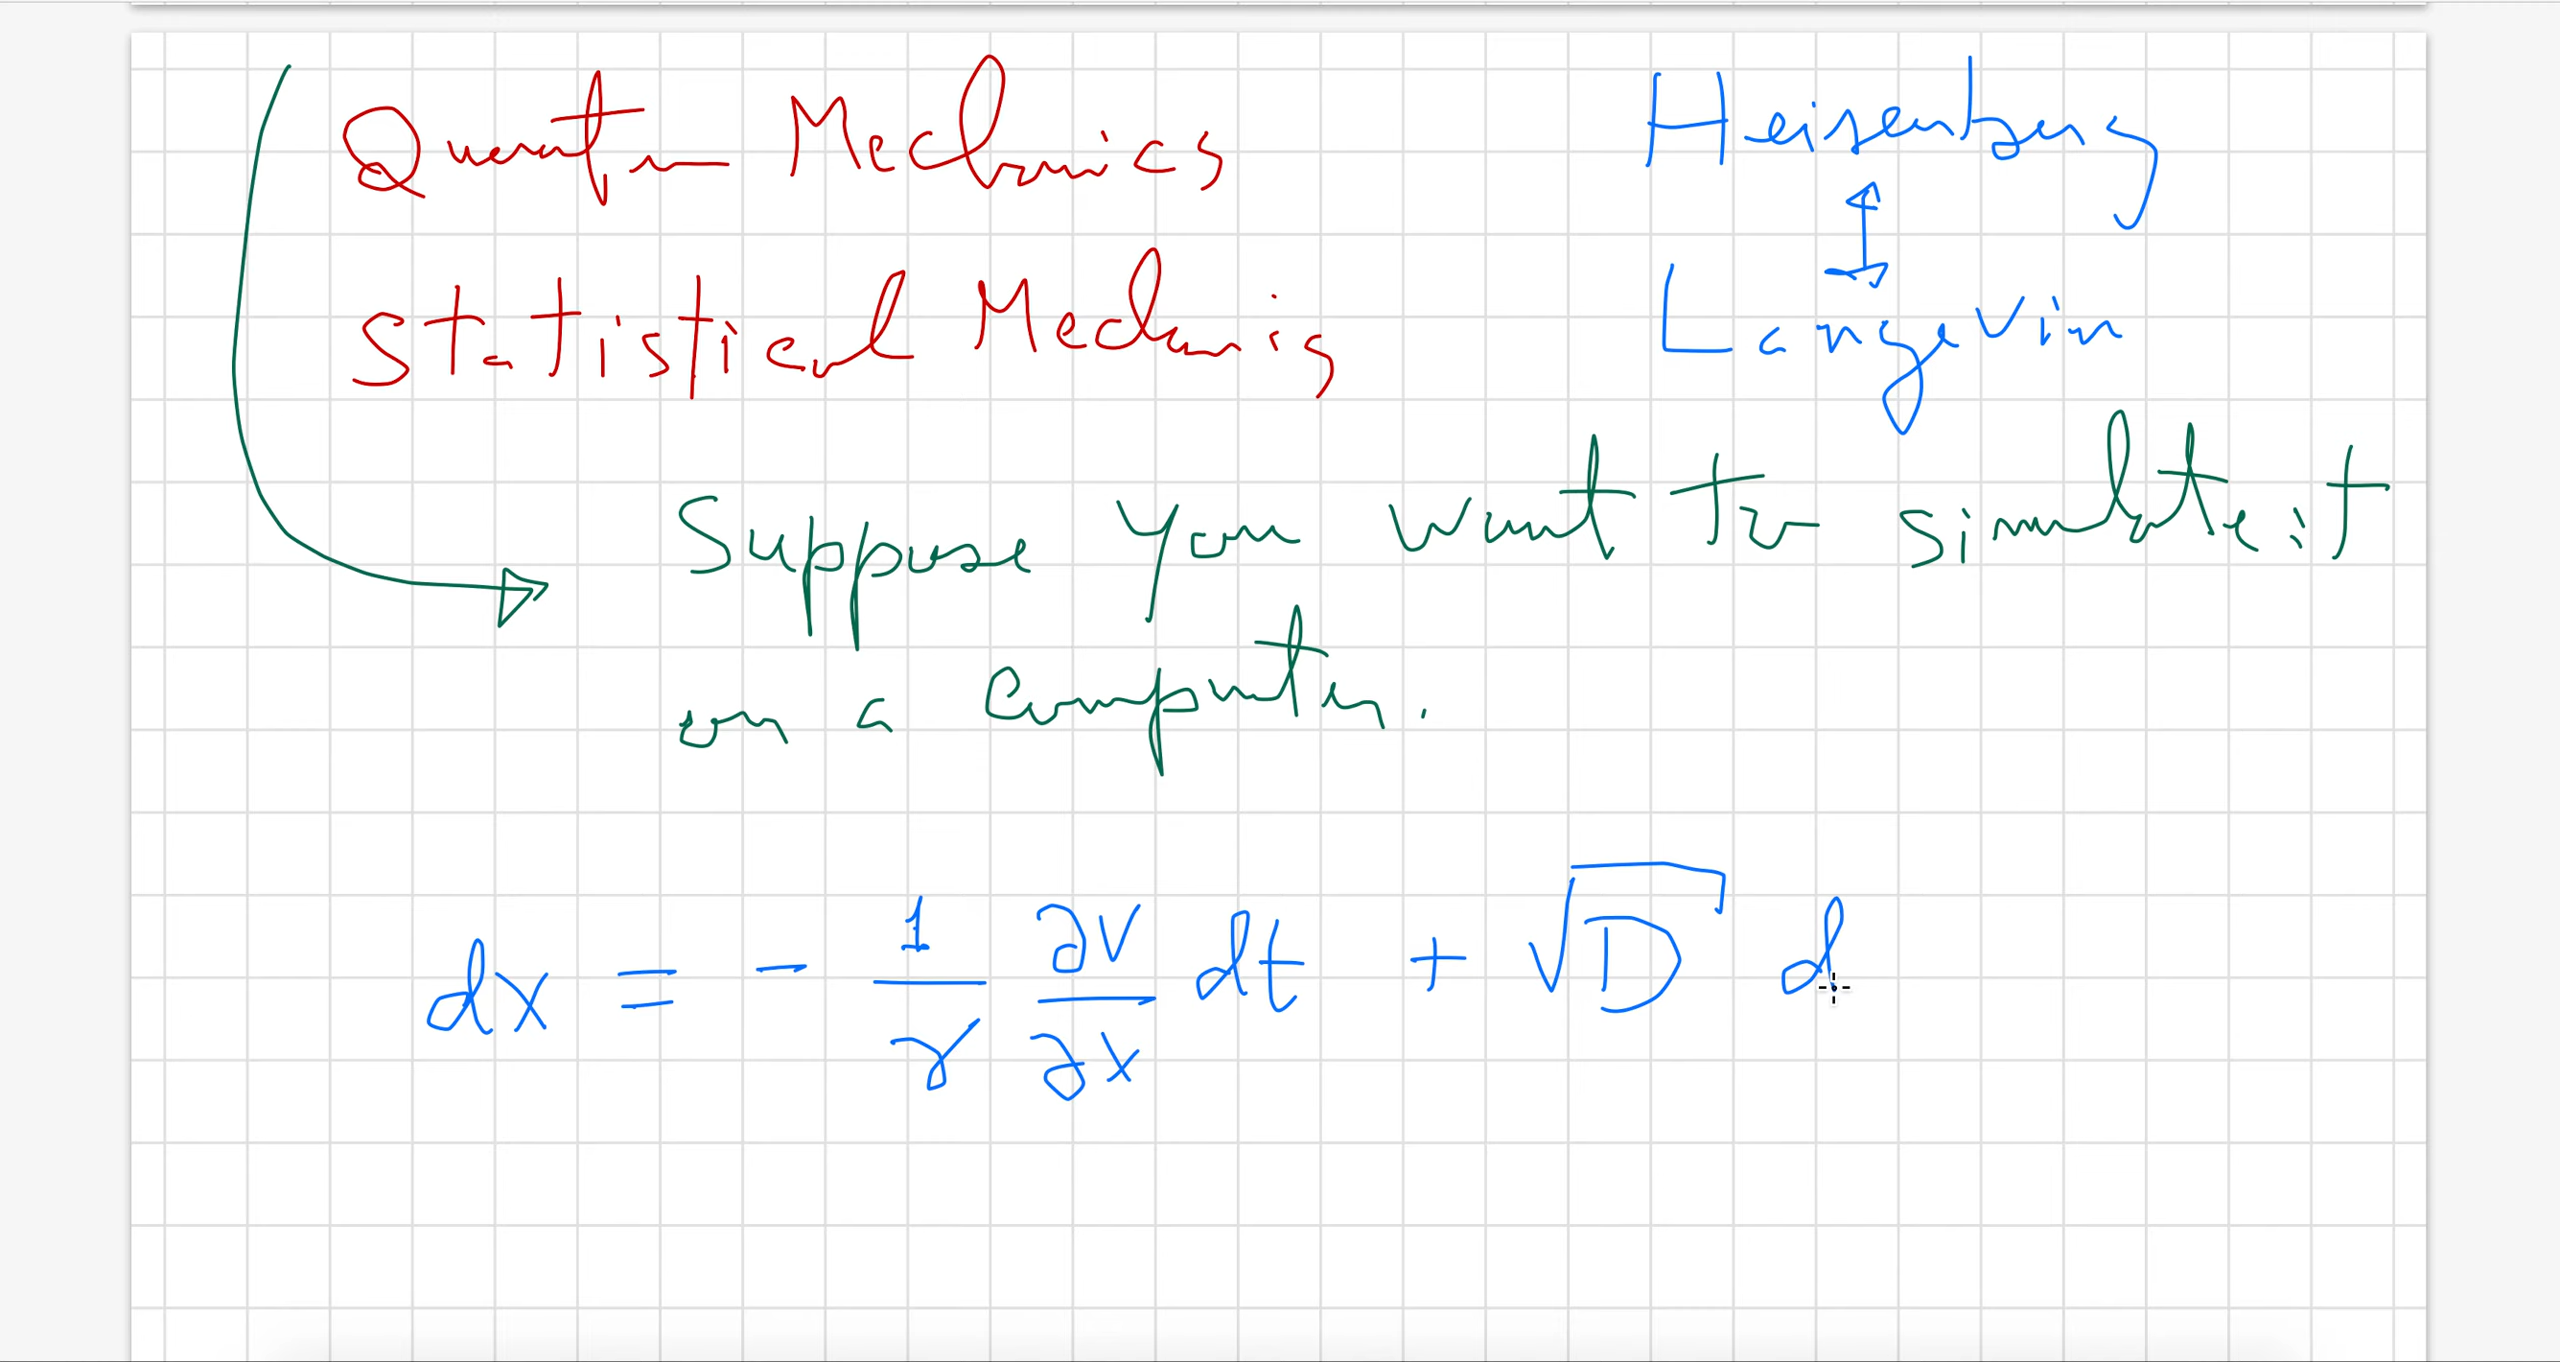 Quantum Mechanics
Heisenberg
Statistical Mechanics
Langevin
Suppose you want to simulate it
on a computer.
dx = - 1/γ ∂V/∂x dt + √D d